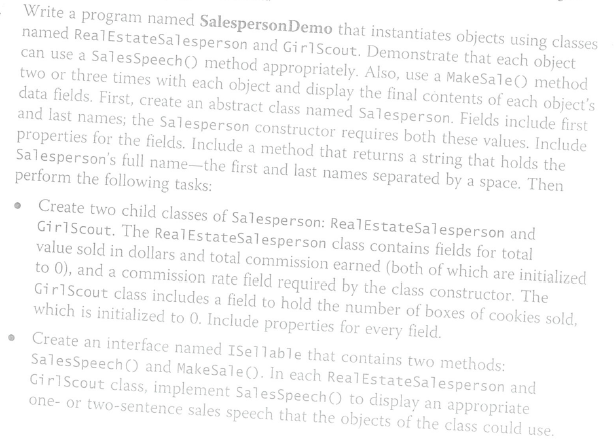 Write a program named SalespersonDemo that instantiates objects using classes
named RealEstateSalesperson and GirlScout. Demonstrate that each object
can use a SalesSpeech() method appropriately. Also, use a MakeSale() method
two or three times with each object and display the final contents of each object's
data fields. First, create an abstract class named Salesperson. Fields include first
and last names; the Salesperson constructor requires both these values. Include
properties for the fields. Include a method that returns a string that holds the
Salesperson's full name—the first and last names separated by a space. Then
perform the following tasks:
• Create two child classes of Salesperson: RealEstateSalesperson and
GirlScout. The RealEstateSalesperson class contains fields for total
value sold in dollars and total commission earned (both of which are initialized
to 0), and a commission rate field required by the class constructor. The
GirlScout class includes a field to hold the number of boxes of cookies sold,
which is initialized to 0. Include properties for every field.
• Create an interface named ISellable that contains two methods:
SalesSpeech() and MakeSale(). In each RealEstateSalesperson and
GirlScout class, implement SalesSpeech() to display an appropriate
one- or two-sentence sales speech that the objects of the class could use.